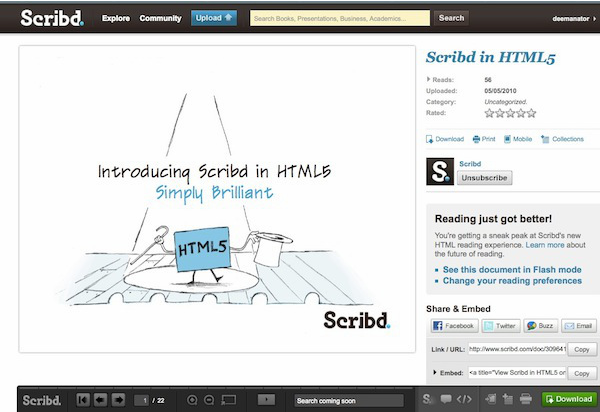 Scribd.
Explore
Community
Upload
Search Books, Presentations, Business, Academics...
Search
deemanator
Introducing Scribd in HTML5
Simply Brilliant
HTML5
Scribd.
Scribd in HTML5
Reads: 56
Uploaded: 05/05/2010
Category: Uncategorized.
Rated:
Download Print Mobile Collections
S.
Scribd
Unsubscribe
Reading just got better!
You're getting a sneak peak at Scribd's new
HTML reading experience. Learn more about
the future of reading.
See this document in Flash mode
Change your reading preferences
Share & Embed
Facebook Twitter Buzz Email
Link / URL: http://www.scribd.com/doc/309641 Copy
Embed: <a title="View Scribd in HTML5 on Copy
Scribd.
1 / 22
Search coming soon
S
</>
Download